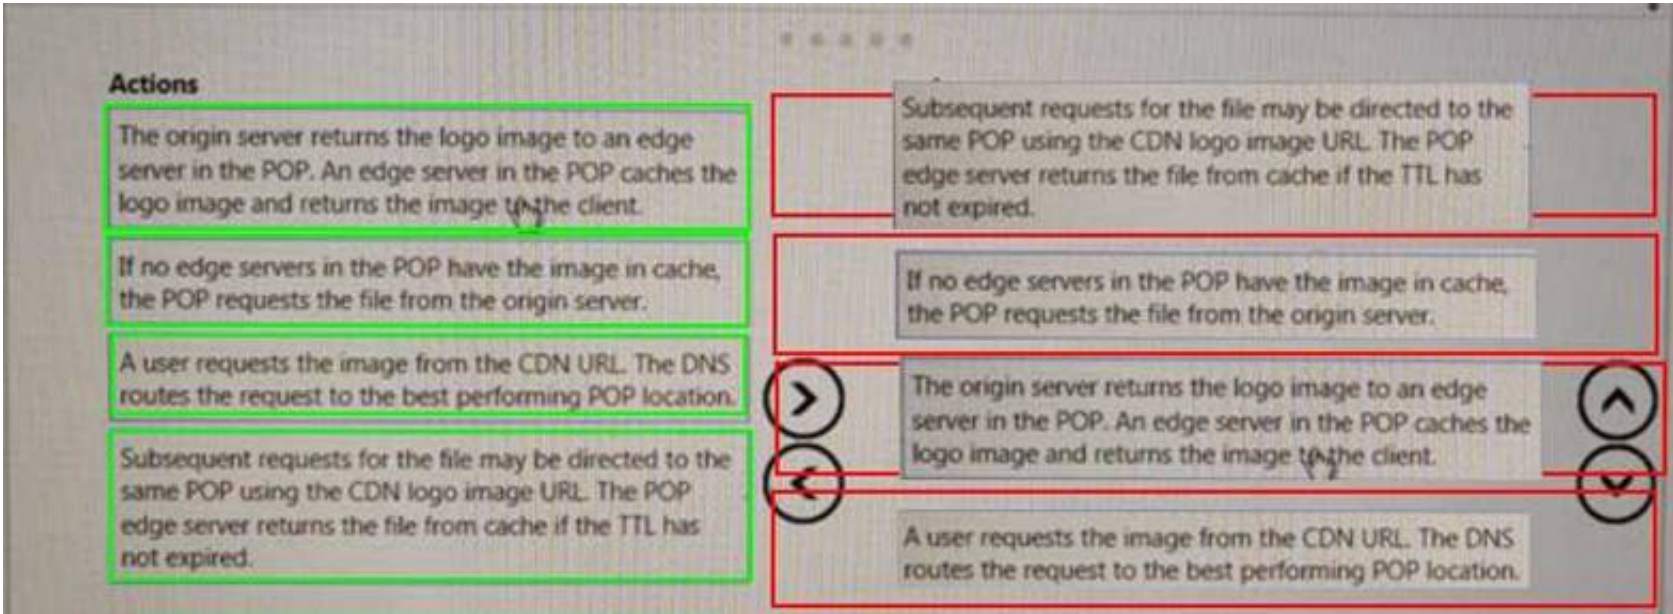 Actions
The origin server returns the logo image to an edge
server in the POP. An edge server in the POP caches the
logo image and returns the image to the client.
If no edge servers in the POP have the image in cache,
the POP requests the file from the origin server.
A user requests the image from the CDN URL. The DNS
routes the request to the best performing POP location.
Subsequent requests for the file may be directed to the
same POP using the CDN logo image URL. The POP
edge server returns the file from cache if the TTL has
not expired.
Subsequent requests for the file may be directed to the
same POP using the CDN logo image URL. The POP
edge server returns the file from cache if the TTL has
not expired.
If no edge servers in the POP have the image in cache,
the POP requests the file from the origin server.
The origin server returns the logo image to an edge
server in the POP. An edge server in the POP caches the
logo image and returns the image to the client.
A user requests the image from the CDN URL. The DNS
routes the request to the best performing POP location.